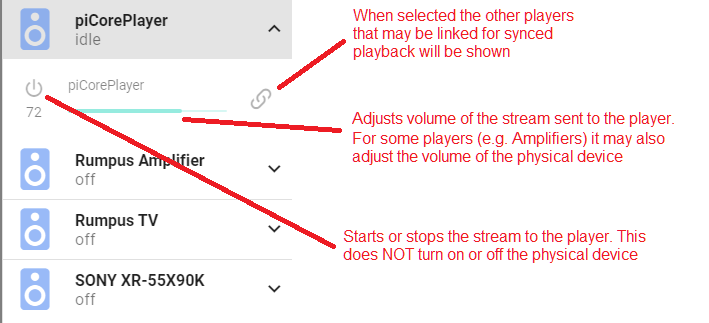 piCorePlayer
idle
When selected the other players
that may be linked for synced
playback will be shown
piCorePlayer
72
Adjusts volume of the stream sent to the player.
For some players (e.g. Amplifiers) it may also
adjust the volume of the physical device
Rumpus Amplifier
off
Rumpus TV
off
Starts or stops the stream to the player. This
does NOT turn on or off the physical device
SONY XR-55X90K
off